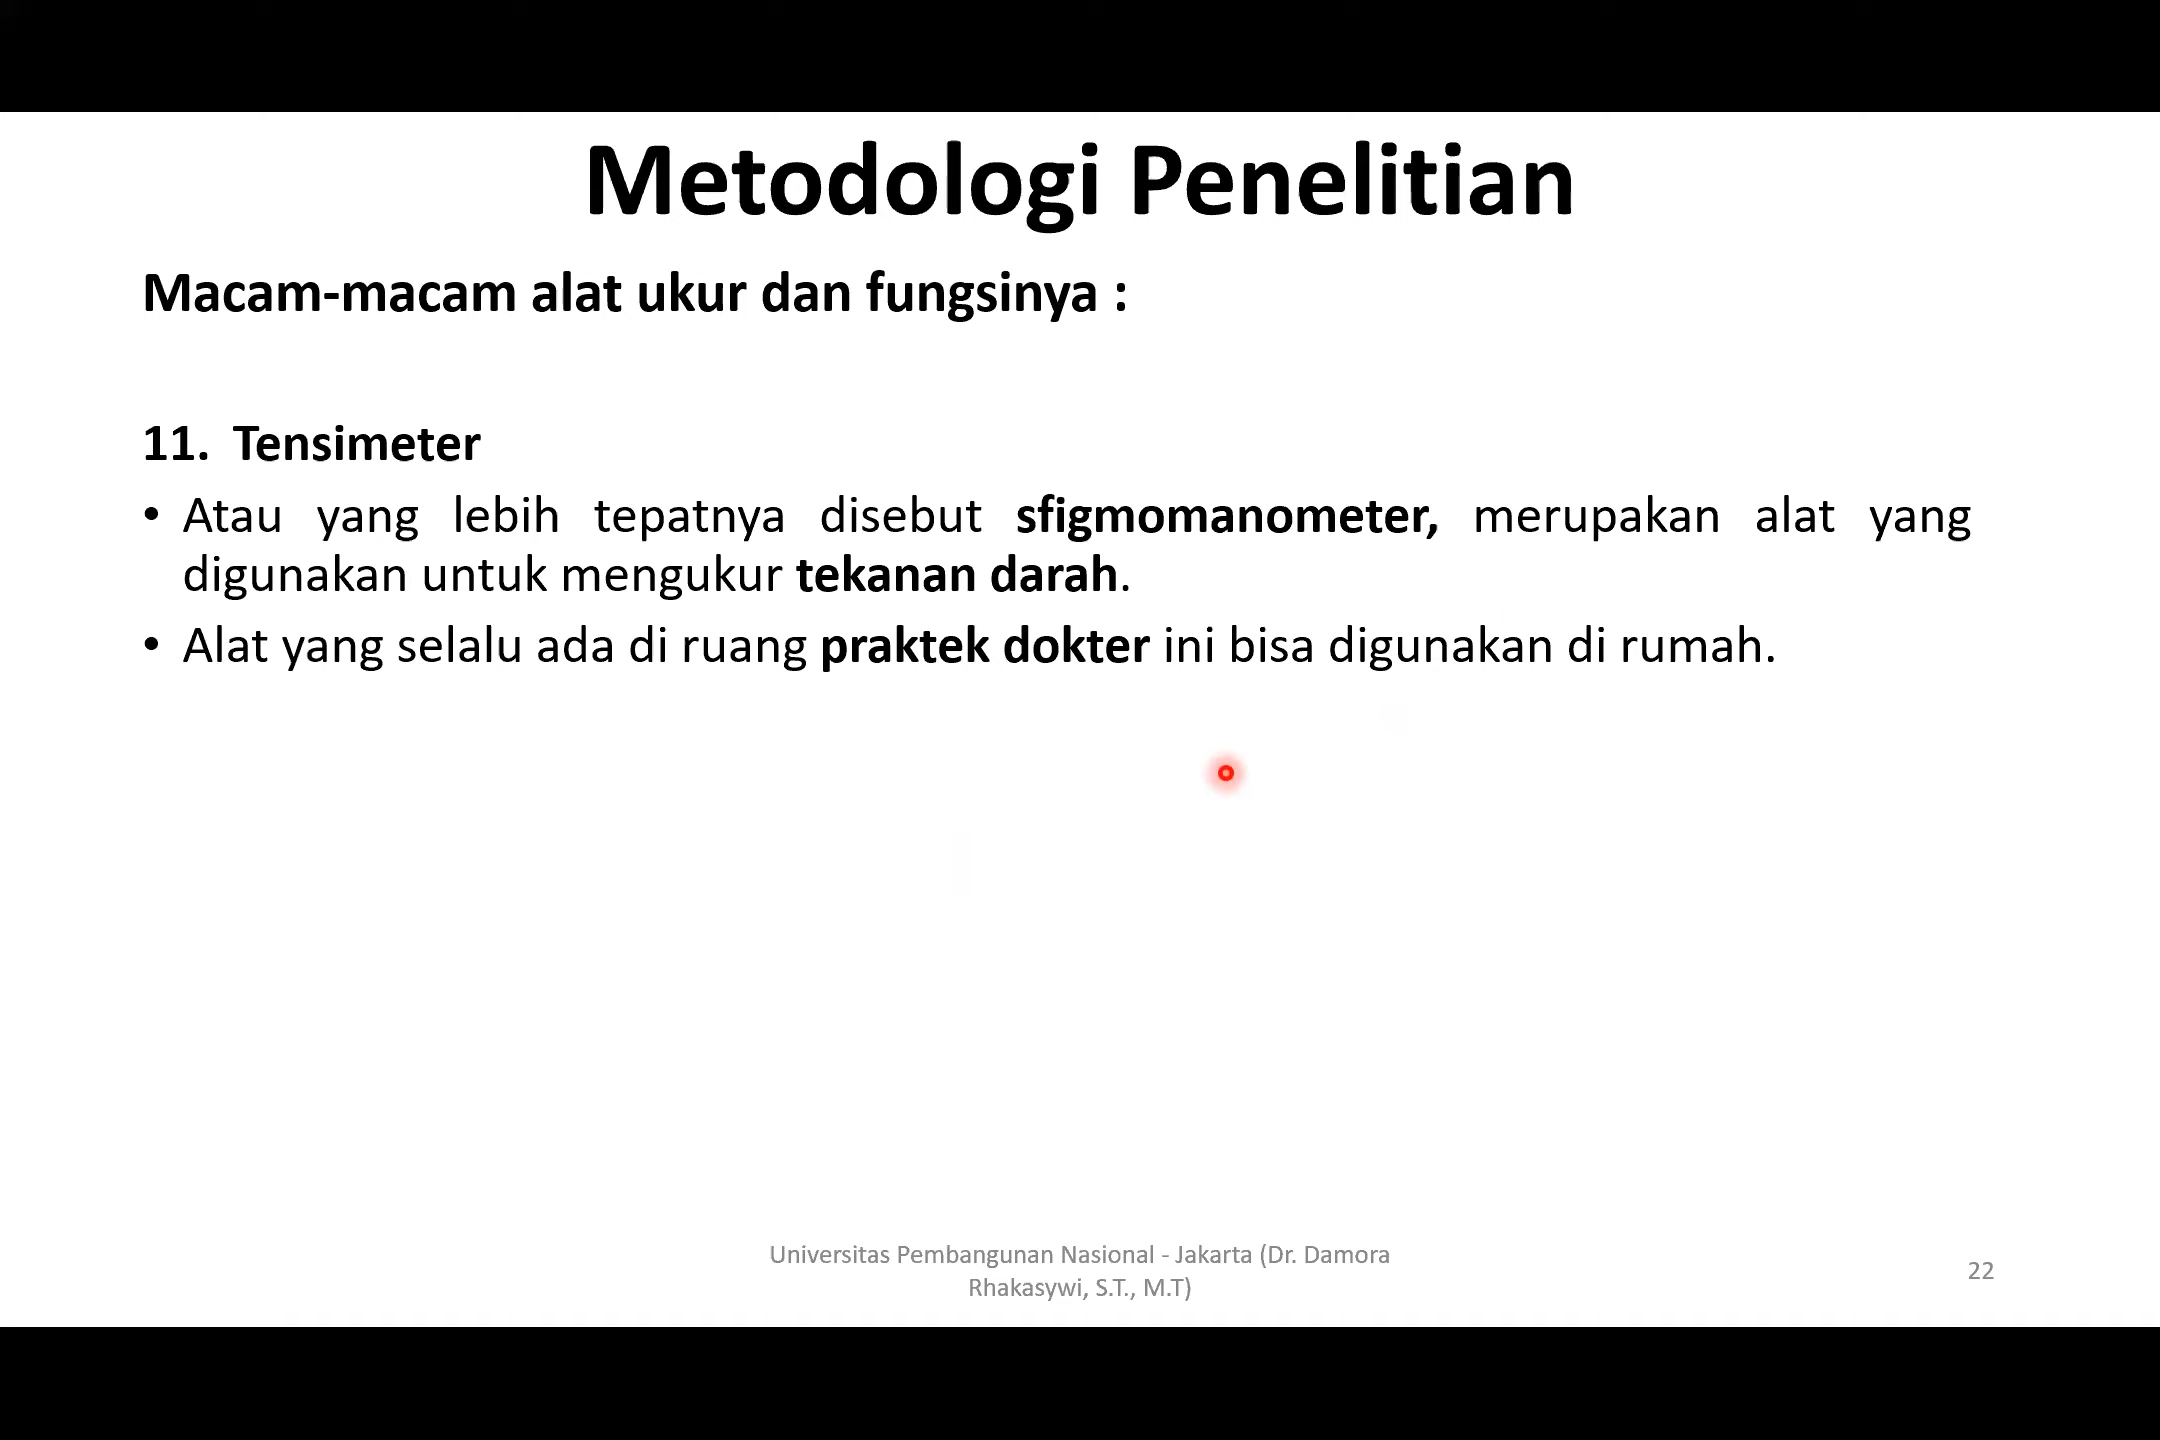 Metodologi Penelitian
Macam-macam alat ukur dan fungsinya :
11. Tensimeter
• Atau yang lebih tepatnya disebut sfigmomanometer, merupakan alat yang
digunakan untuk mengukur tekanan darah.
• Alat yang selalu ada di ruang praktek dokter ini bisa digunakan di rumah.
Universitas Pembangunan Nasional - Jakarta (Dr. Damora
Rhakasywi, S.T., M.T)
22